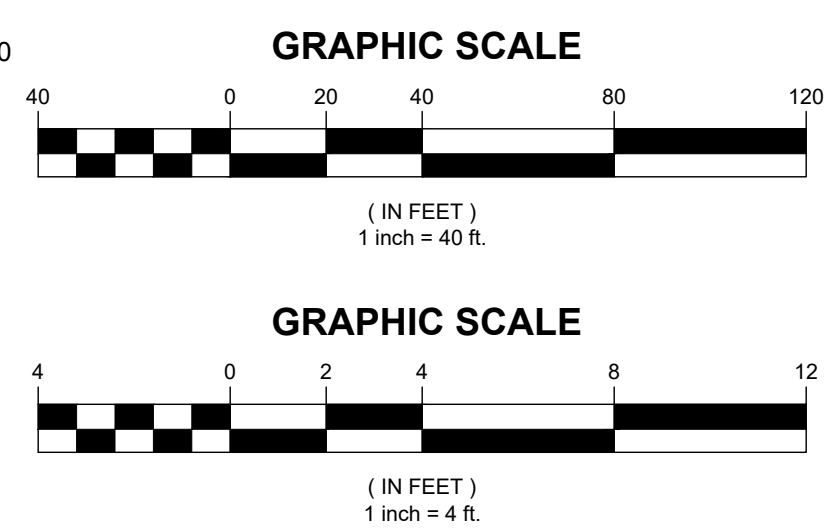 0
GRAPHIC SCALE
40 0 20 40 80 120
( IN FEET )
1 inch = 40 ft.
GRAPHIC SCALE
4 0 2 4 8 12
( IN FEET )
1 inch = 4 ft.